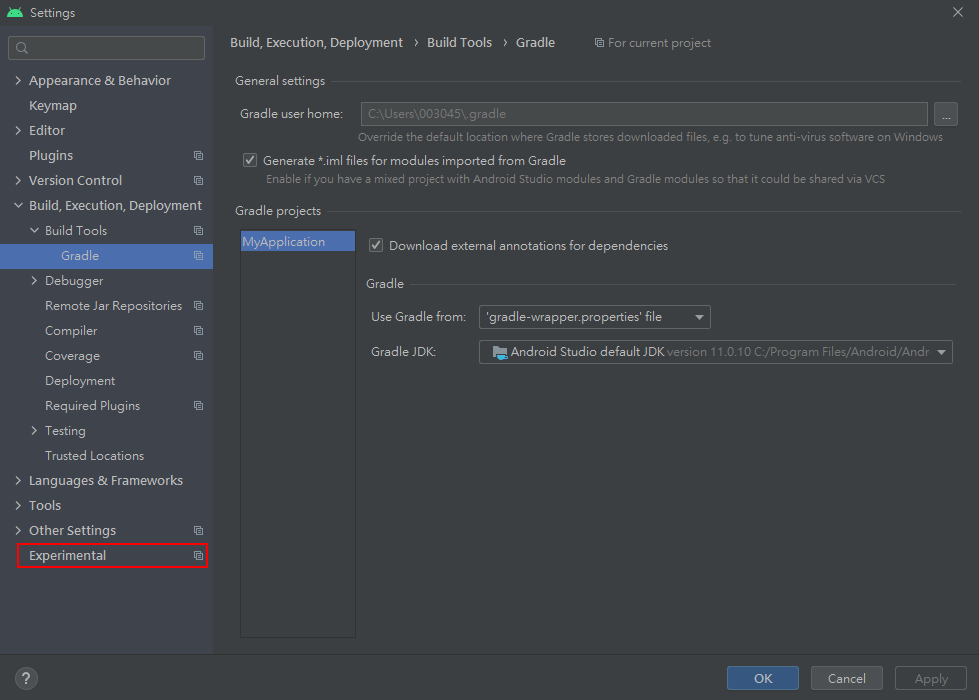 Settings
Appearance & Behavior
Keymap
Editor
Plugins
Version Control
Build, Execution, Deployment
Build Tools
Gradle
Debugger
Remote Jar Repositories
Compiler
Coverage
Deployment
Required Plugins
Testing
Trusted Locations
Languages & Frameworks
Tools
Other Settings
Experimental
Build, Execution, Deployment › Build Tools › Gradle For current project
General settings
Gradle user home: C:\Users\003045\.gradle ...
Override the default location where Gradle stores downloaded files, e.g. to tune anti-virus software on Windows
Generate *.iml files for modules imported from Gradle
Enable if you have a mixed project with Android Studio modules and Gradle modules so that it could be shared via VCS
Gradle projects
MyApplication
Download external annotations for dependencies
Gradle
Use Gradle from: 'gradle-wrapper.properties' file
Gradle JDK: Android Studio default JDK version 11.0.10 C:/Program Files/Android/Andr
? OK Cancel Apply